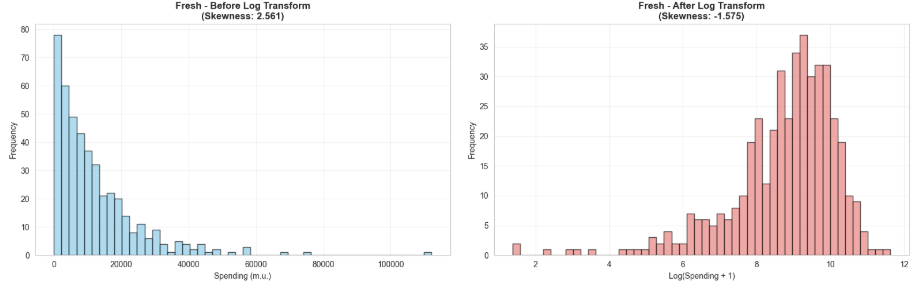 Fresh - Before Log Transform
(Skewness: 2.561)
80
70
60
50
40
30
20
10
0
Frequency
0 20000 40000 60000 80000 100000
Spending (m.u.)
Fresh - After Log Transform
(Skewness: -1.575)
35
30
25
20
15
10
5
0
Frequency
2 4 6 8 10 12
Log(Spending + 1)